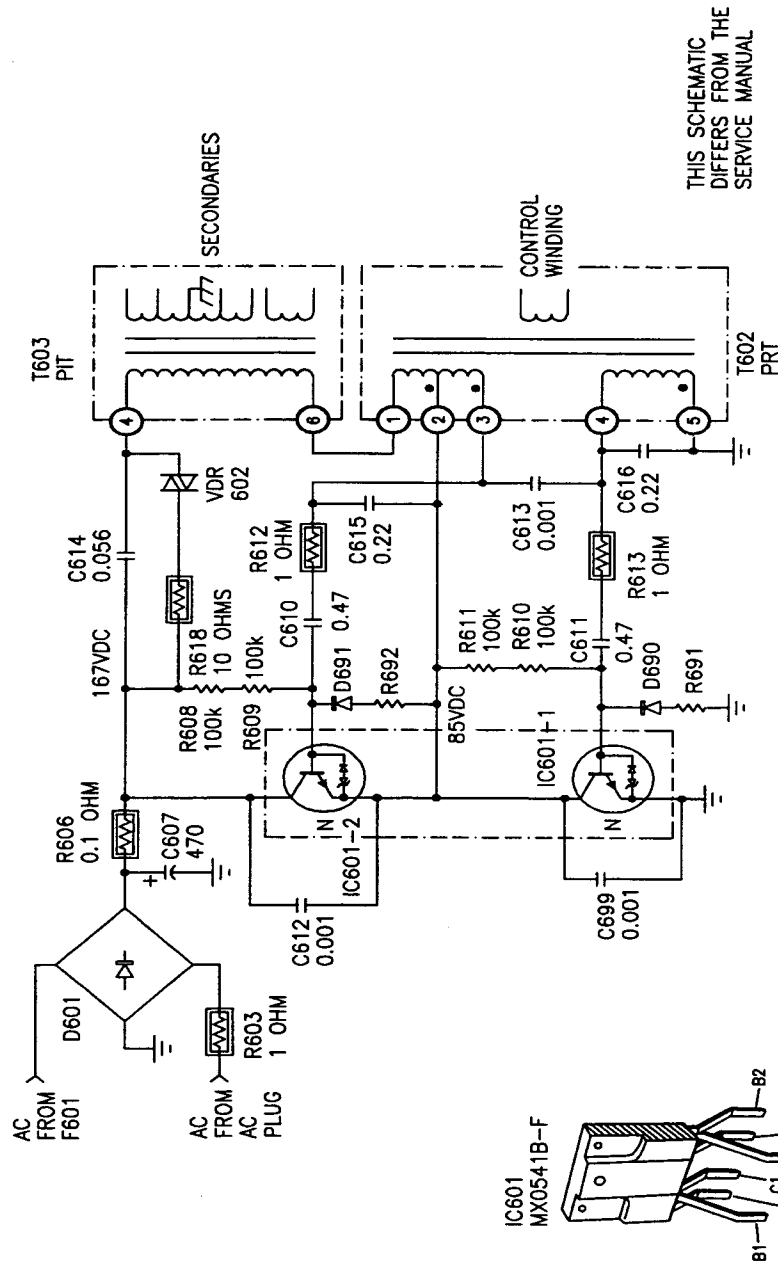 AC
FROM
F601
D601
AC
FROM
AC
PLUG
R603
1 OHM
R606
0.1 OHM
+
C607
470
167VDC
C614
0.056
R618
10 OHMS
VDR
602
R608
100k
R609
100k
T603
PIT
4
6
SECONDARIES
C612
0.001
IC601-2
N
D691
R692
C610
0.47
R612
1 OHM
C615
0.22
85VDC
1
2
3
CONTROL
WINDING
C613
0.001
R611
100k
R610
100k
IC601-1
N
C699
0.001
D690
R691
C611
0.47
R613
1 OHM
C616
0.22
4
5
T602
PRT
THIS SCHEMATIC
DIFFERS FROM THE
SERVICE MANUAL
IC601
MX0541B-F
B1
C1
B2